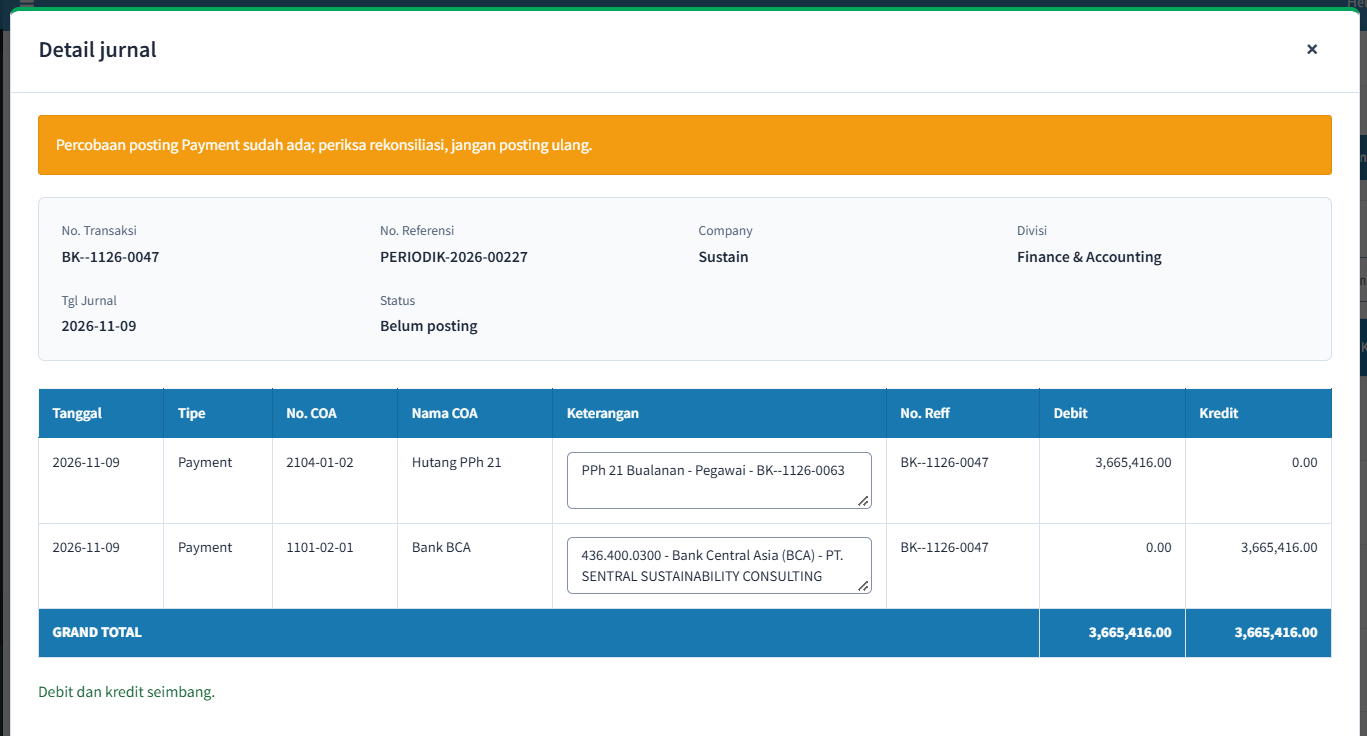 Detail jurnal
×
Percobaan posting Payment sudah ada; periksa rekonsiliasi, jangan posting ulang.
No. Transaksi No. Referensi Company Divisi
BK--1126-0047 PERIODIK-2026-00227 Sustain Finance & Accounting
Tgl Jurnal Status
2026-11-09 Belum posting
Tanggal Tipe No. COA Nama COA Keterangan No. Reff Debit Kredit
2026-11-09 Payment 2104-01-02 Hutang PPh 21 PPh 21 Bualanan - Pegawai - BK--1126-0063 BK--1126-0047 3,665,416.00 0.00
2026-11-09 Payment 1101-02-01 Bank BCA 436.400.0300 - Bank Central Asia (BCA) - PT. BK--1126-0047 0.00 3,665,416.00
SENTRAL SUSTAINABILITY CONSULTING
GRAND TOTAL 3,665,416.00 3,665,416.00
Debit dan kredit seimbang.